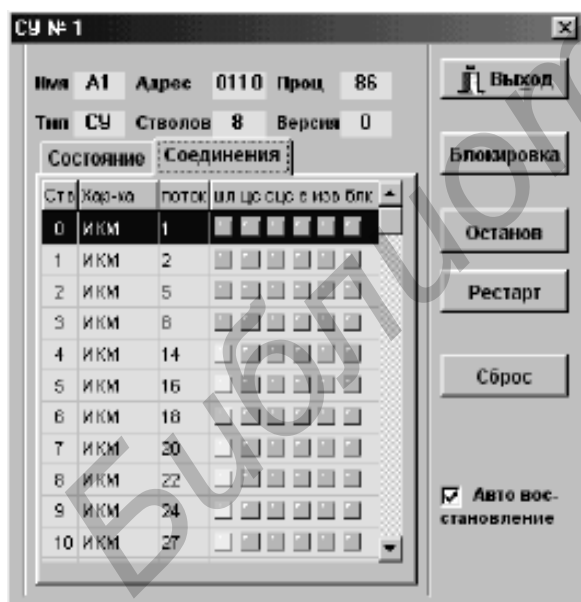 СУ № 1
Имя А1 Адрес 0110 Проц 86
Тип СУ Стволов 8 Версия 0
Состояние Соединения
Ств Хар-ка поток шл цс сцс в изв блк
0 ИКМ 1
1 ИКМ 2
2 ИКМ 5
3 ИКМ 8
4 ИКМ 14
5 ИКМ 16
6 ИКМ 18
7 ИКМ 20
8 ИКМ 22
9 ИКМ 24
10 ИКМ 27
Выход
Блокировка
Останов
Рестарт
Сброс
Авто вос-
становление
Библиот